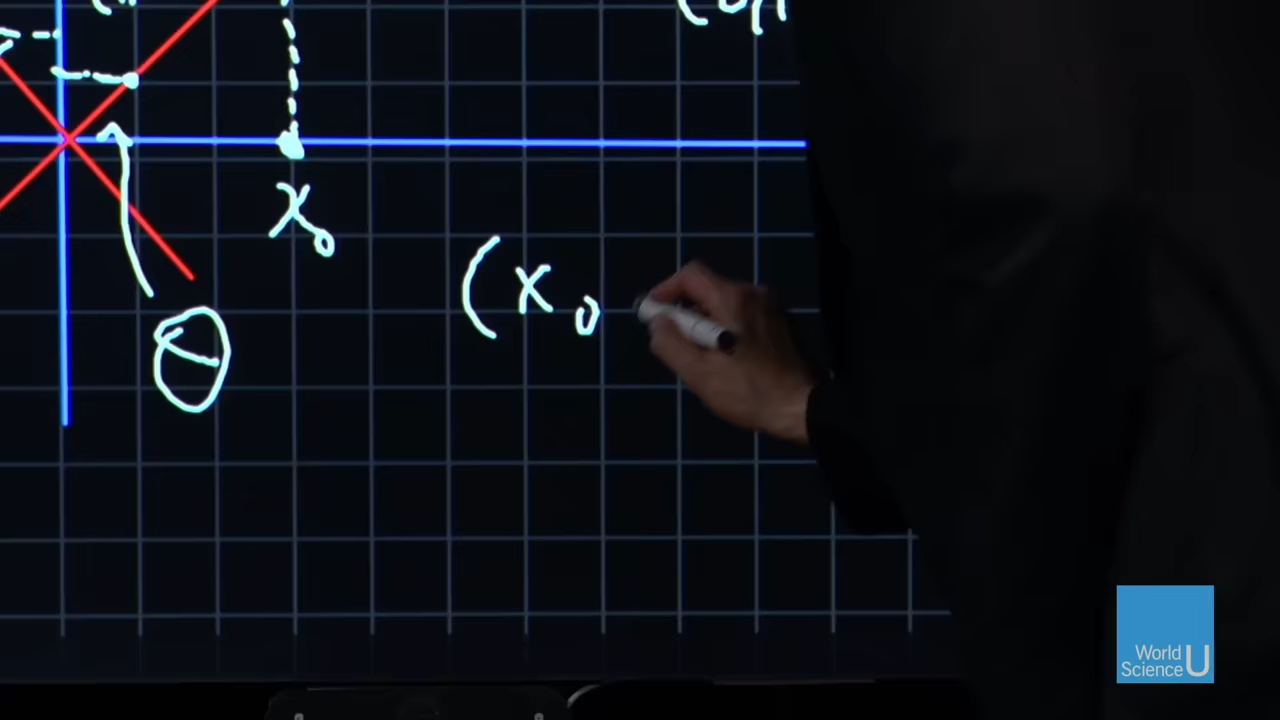 x₀
(x₀
θ
World
Science U